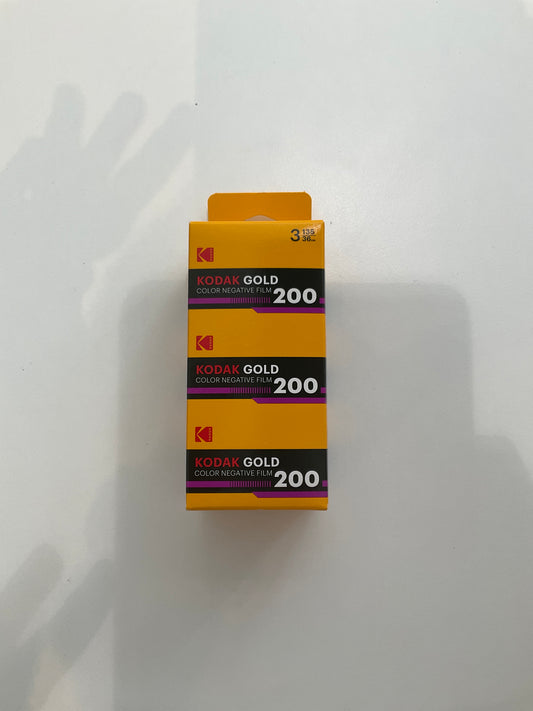 3 135
36 exp.
KODAK GOLD
COLOR NEGATIVE FILM
200
KODAK GOLD
COLOR NEGATIVE FILM
200
KODAK GOLD
COLOR NEGATIVE FILM
200